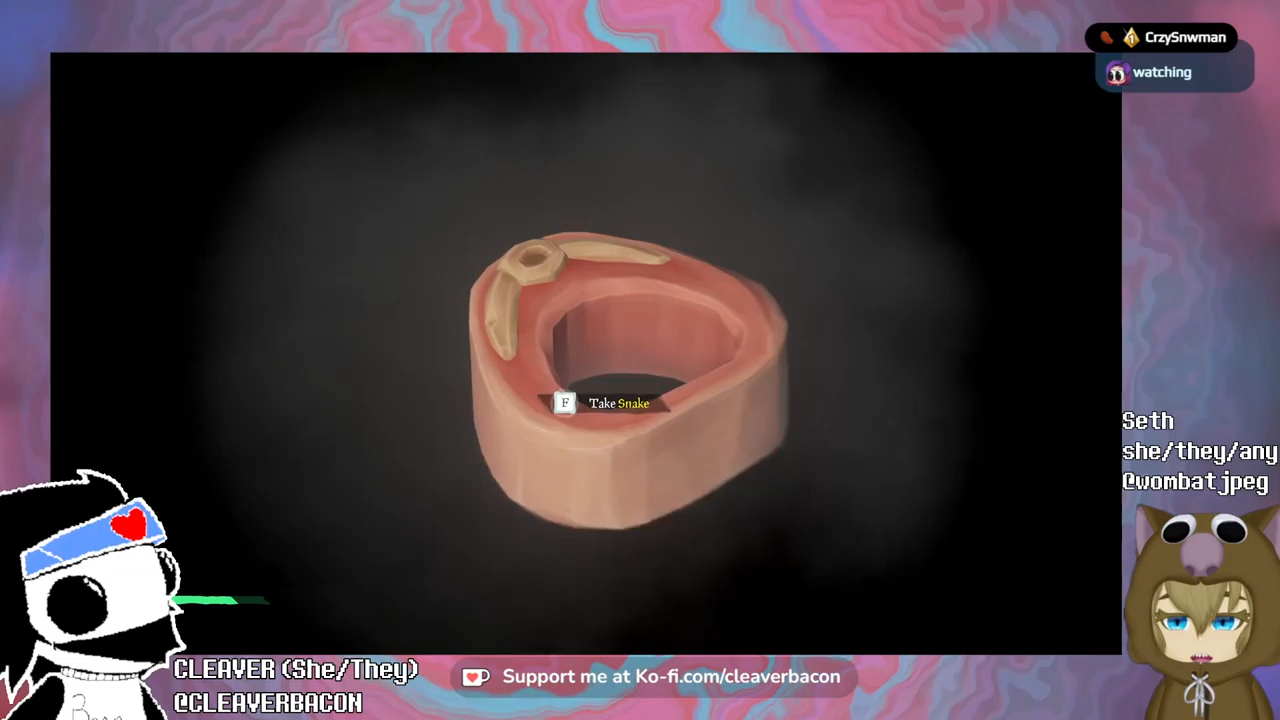 CrzySnwman
watching
F Take Snake
Seth
she/they/any
@wombatjpeg
CLEAVER (She/They)
@CLEAVERBACON
Support me at Ko-fi.com/cleaverbacon